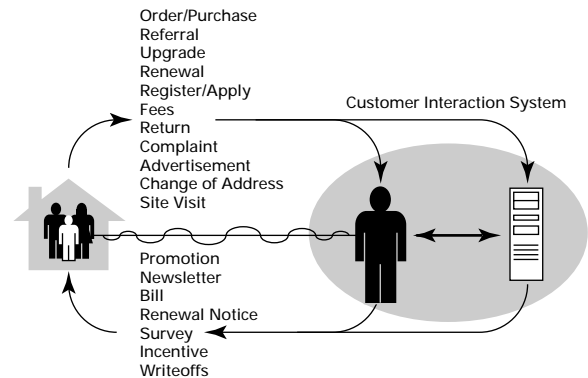 Order/Purchase
Referral
Upgrade
Renewal
Register/Apply
Fees
Return
Complaint
Advertisement
Change of Address
Site Visit
Customer Interaction System
Promotion
Newsletter
Bill
Renewal Notice
Survey
Incentive
Writeoffs